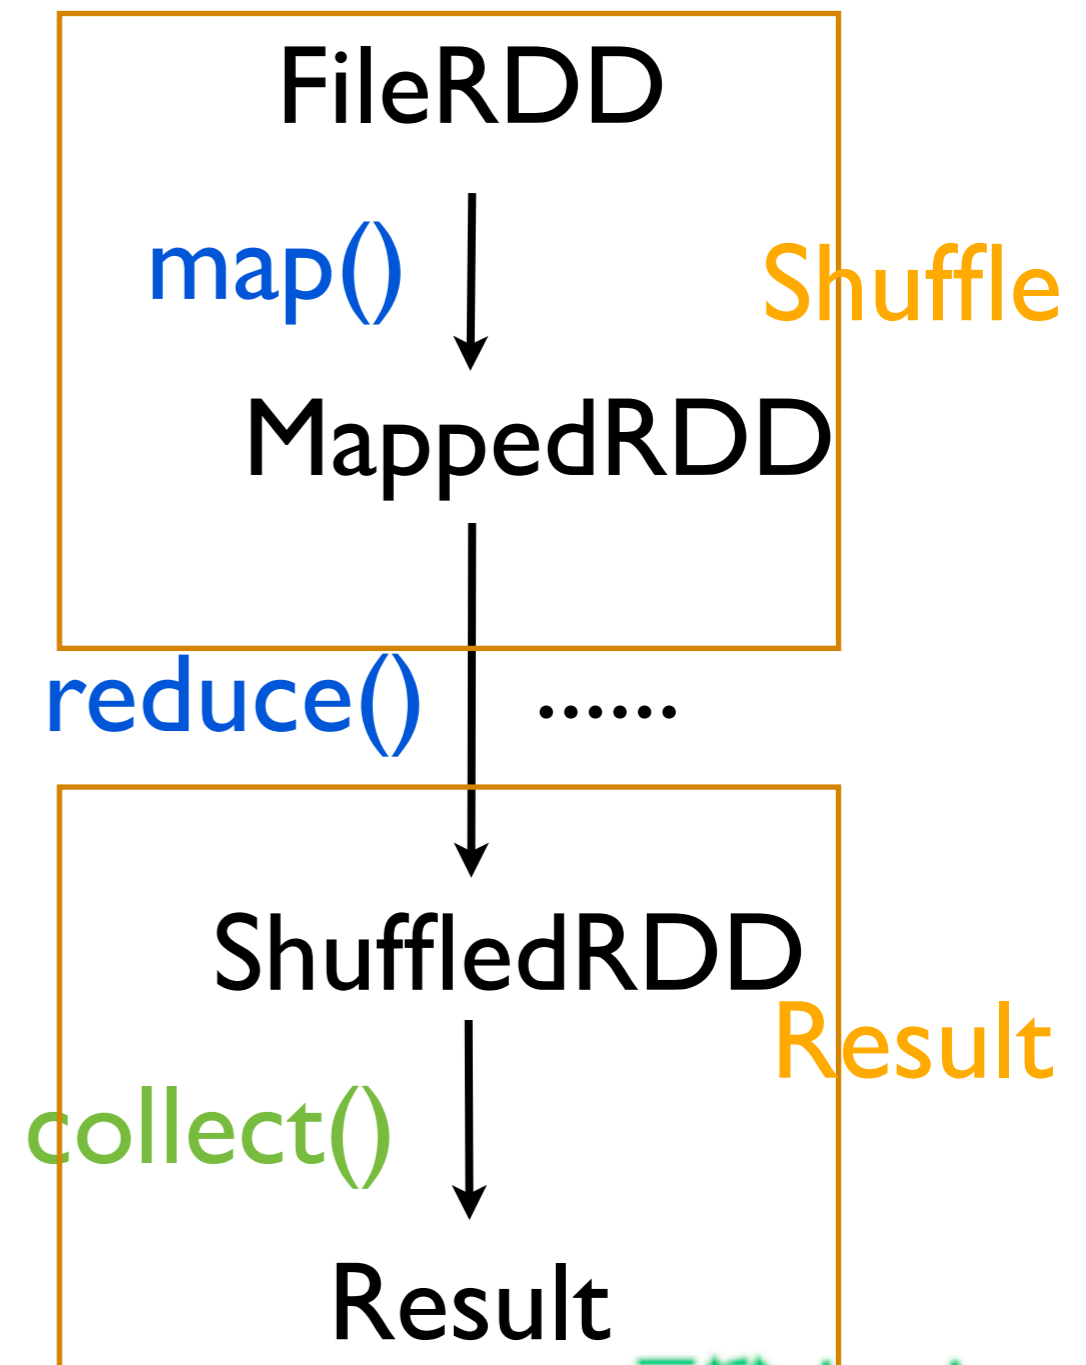 FileRDD
map()
Shuffle
MappedRDD
reduce()
......
ShuffledRDD
Result
collect()
Result